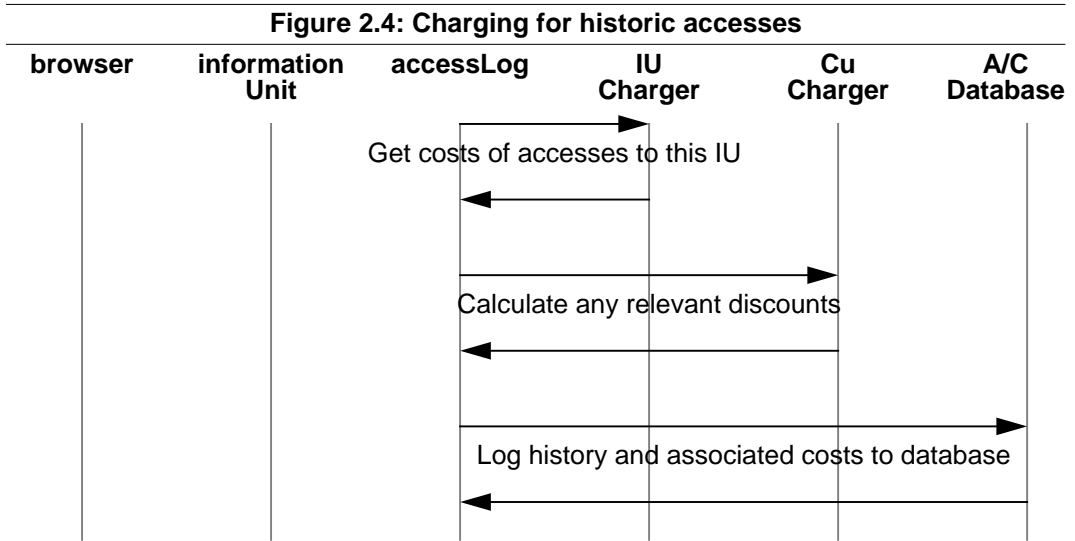 Figure 2.4: Charging for historic accesses
browser information accessLog IU Cu A/C
Unit Charger Charger Database
Get costs of accesses to this IU
Calculate any relevant discounts
Log history and associated costs to database